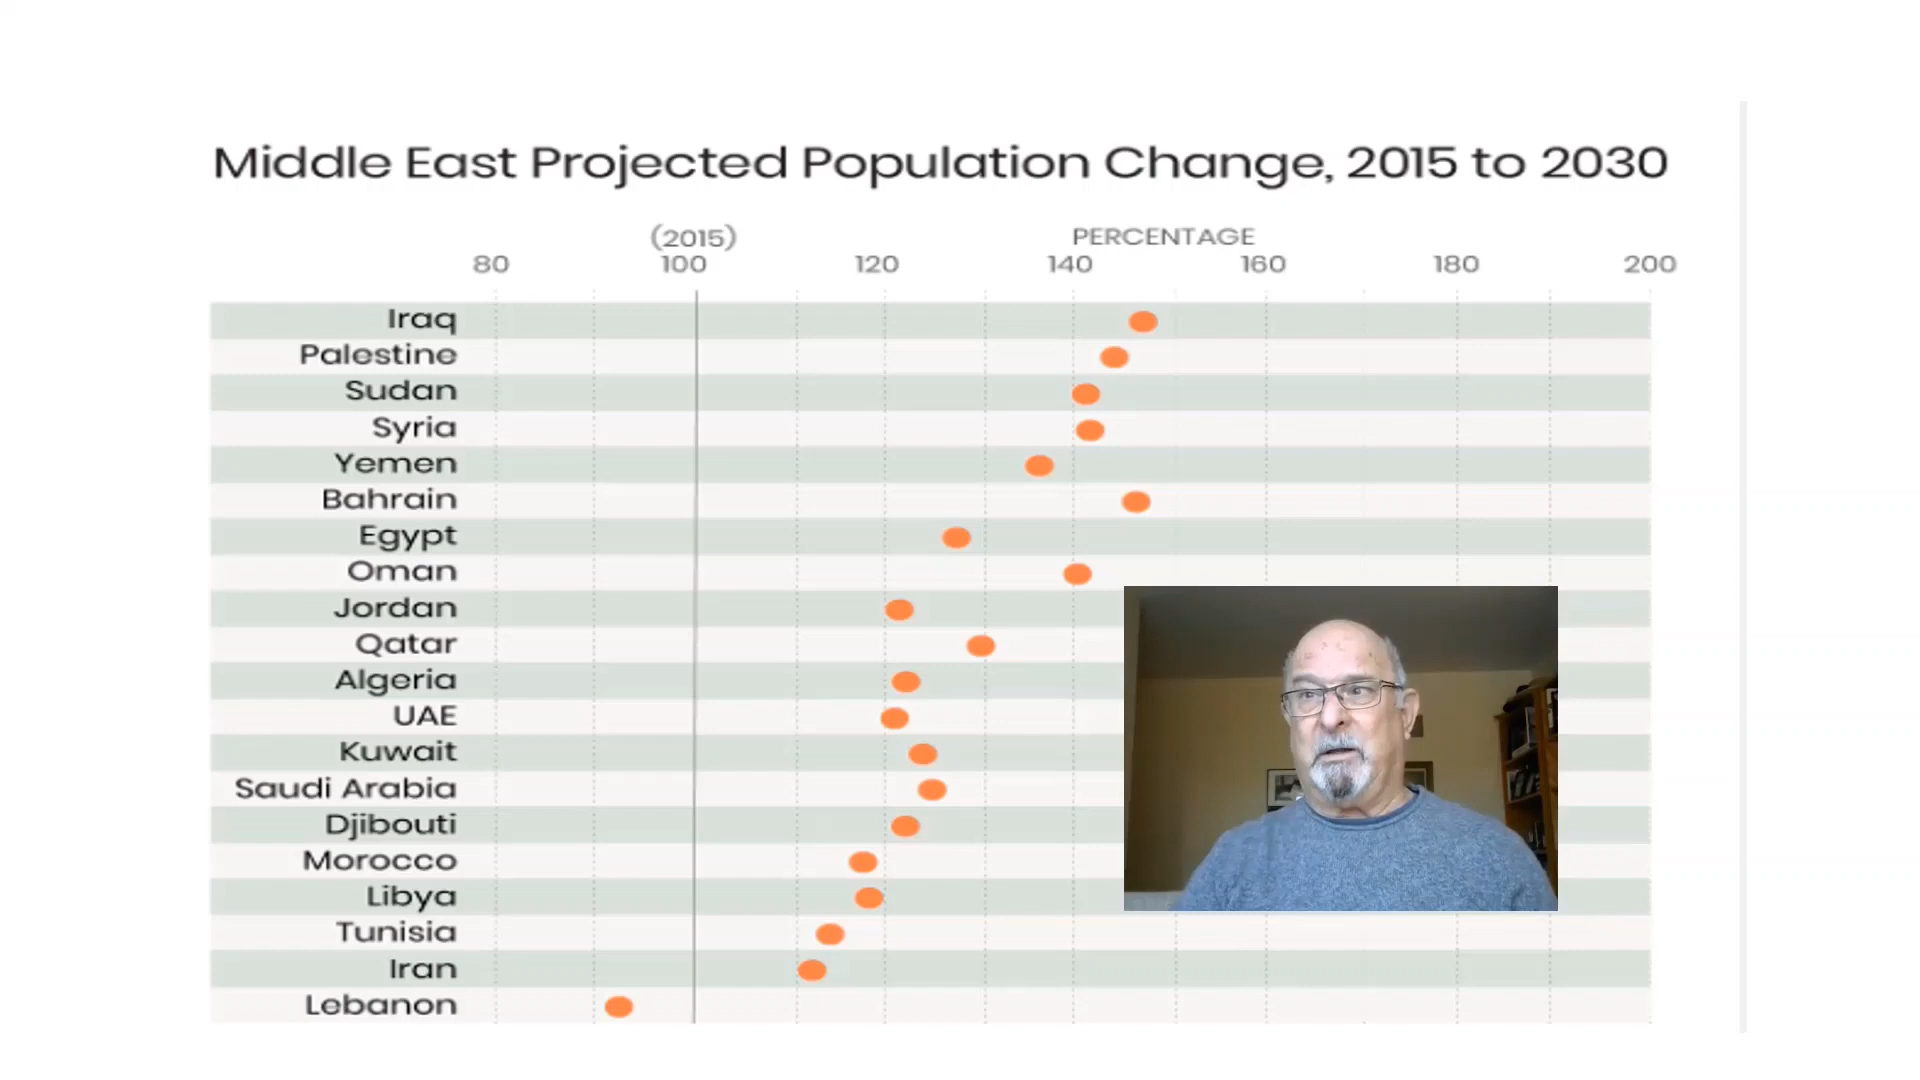 Middle East Projected Population Change, 2015 to 2030
(2015) PERCENTAGE
80 100 120 140 160 180 200
Iraq
Palestine
Sudan
Syria
Yemen
Bahrain
Egypt
Oman
Jordan
Qatar
Algeria
UAE
Kuwait
Saudi Arabia
Djibouti
Morocco
Libya
Tunisia
Iran
Lebanon